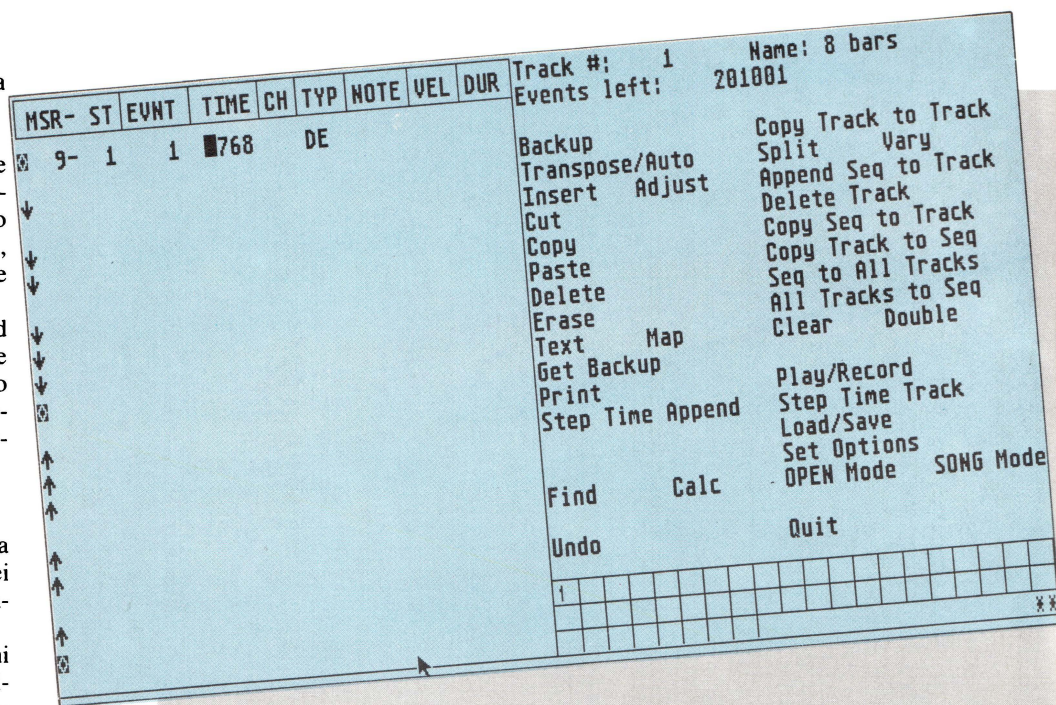 MSR- ST EVNT TIME CH TYP NOTE VEL DUR
9- 1 1 768 DE
Track #: 1 Name: 8 bars
Events left: 201001
Backup
Transpose/Auto
Insert Adjust
Cut
Copy
Paste
Delete
Erase
Text Map
Get Backup
Print
Step Time Append
Find Calc
Undo
Copy Track to Track
Split Vary
Append Seq to Track
Delete Track
Copy Seq to Track
Copy Track to Seq
Seq to All Tracks
All Tracks to Seq
Clear Double
Play/Record
Step Time Track
Load/Save
Set Options
OPEN Mode SONG Mode
Quit
1
**
a
e
-
o
,
e
d
e
o
-
-
a
ei
-
ni
-